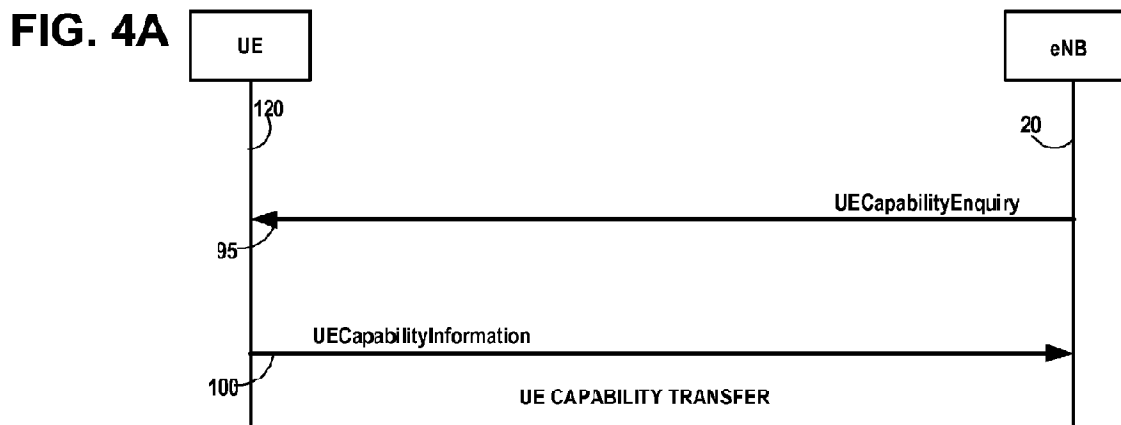 FIG. 4A
UE
eNB
120
20
UECapabilityEnquiry
95
UECapabilityInformation
100
UE CAPABILITY TRANSFER